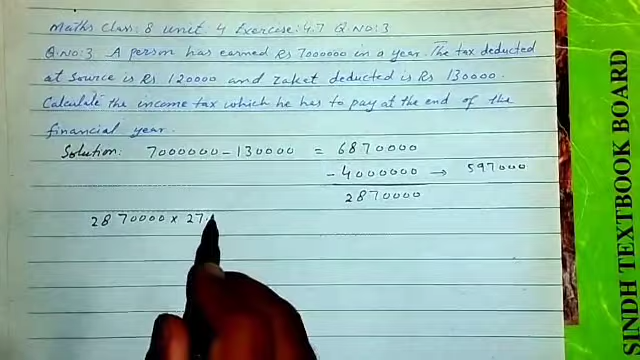 Maths Class: 8 unit. 4 Exercise: 4.7 Q.No: 3
Q.No: 3. A person has earned Rs 7000000 in a year. The tax deducted
at Source is Rs 120000 and Zaket deducted is Rs 130000.
Calculate the income tax which he has to pay at the end of the
financial year.
Solution: 7000000 - 130000 = 6870000
- 4000000 → 597000
2870000
2870000 x 27.
SINDH TEXTBOOK BOARD